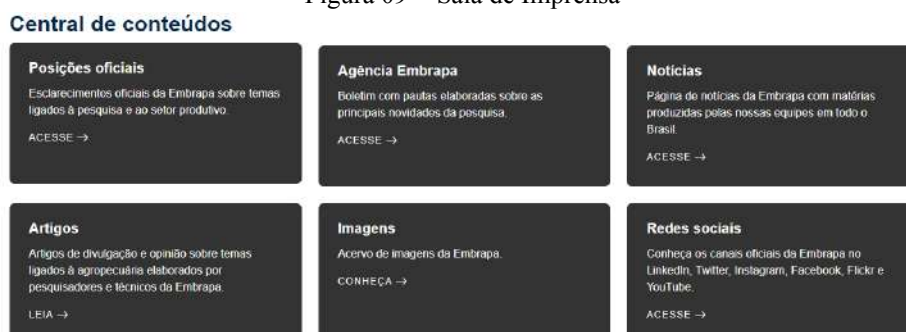 Figura 09 – Sala de Imprensa
Central de conteúdos
Posições oficiais
Esclarecimentos oficiais da Embrapa sobre temas
ligados à pesquisa e ao setor produtivo.
ACESSE →
Agência Embrapa
Boletim com pautas elaboradas sobre as
principais novidades da pesquisa.
ACESSE →
Notícias
Página de notícias da Embrapa com matérias
produzidas pelas nossas equipes em todo o
Brasil.
ACESSE →
Artigos
Artigos de divulgação e opinião sobre temas
ligados à agropecuária elaborados por
pesquisadores e técnicos da Embrapa.
LEIA →
Imagens
Acervo de imagens da Embrapa.
CONHEÇA →
Redes sociais
Conheça os canais oficiais da Embrapa no
LinkedIn, Twitter, Instagram, Facebook, Flickr e
YouTube.
ACESSE →